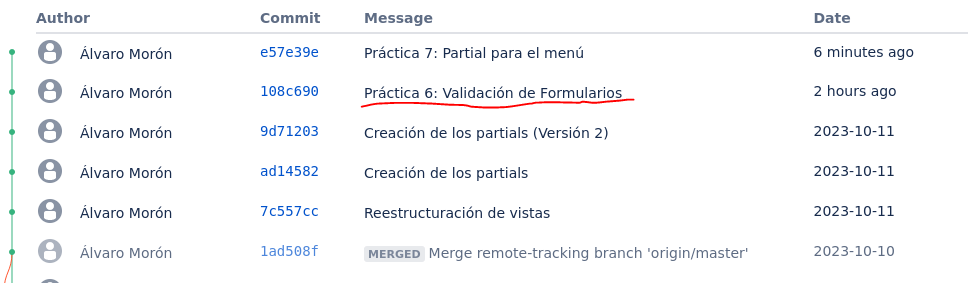 Author Commit Message Date
Álvaro Morón e57e39e Práctica 7: Partial para el menú 6 minutes ago
Álvaro Morón 108c690 Práctica 6: Validación de Formularios 2 hours ago
Álvaro Morón 9d71203 Creación de los partials (Versión 2) 2023-10-11
Álvaro Morón ad14582 Creación de los partials 2023-10-11
Álvaro Morón 7c557cc Reestructuración de vistas 2023-10-11
Álvaro Morón 1ad508f MERGED Merge remote-tracking branch 'origin/master' 2023-10-10